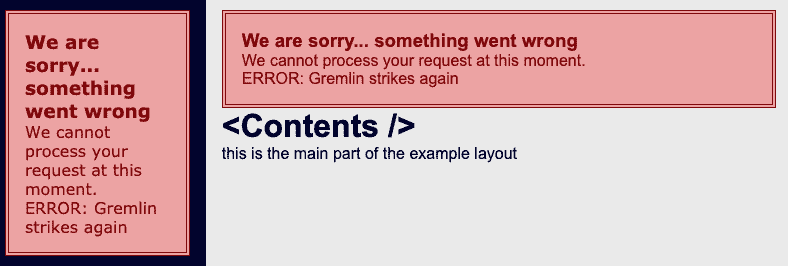 We are
sorry...
something
went wrong
We cannot
process your
request at this
moment.
ERROR: Gremlin
strikes again
We are sorry... something went wrong
We cannot process your request at this moment.
ERROR: Gremlin strikes again
<Contents />
this is the main part of the example layout